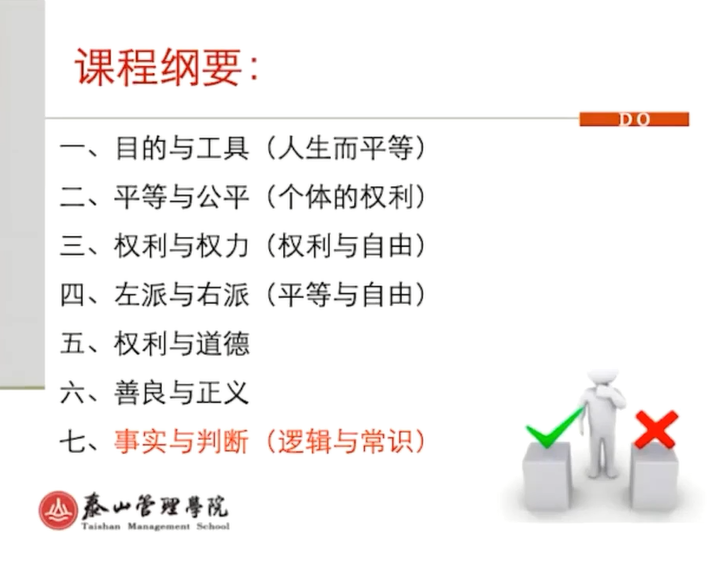 课程纲要：
DO
一、目的与工具（人生而平等）
二、平等与公平（个体的权利）
三、权利与权力（权利与自由）
四、左派与右派（平等与自由）
五、权利与道德
六、善良与正义
七、事实与判断（逻辑与常识）
泰山管理學院
Taishan Management School